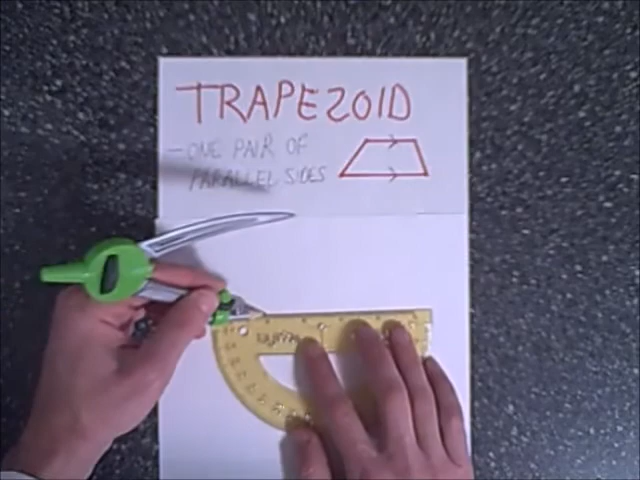 TRAPEZOID
- ONE PAIR OF
PARALLEL SIDES